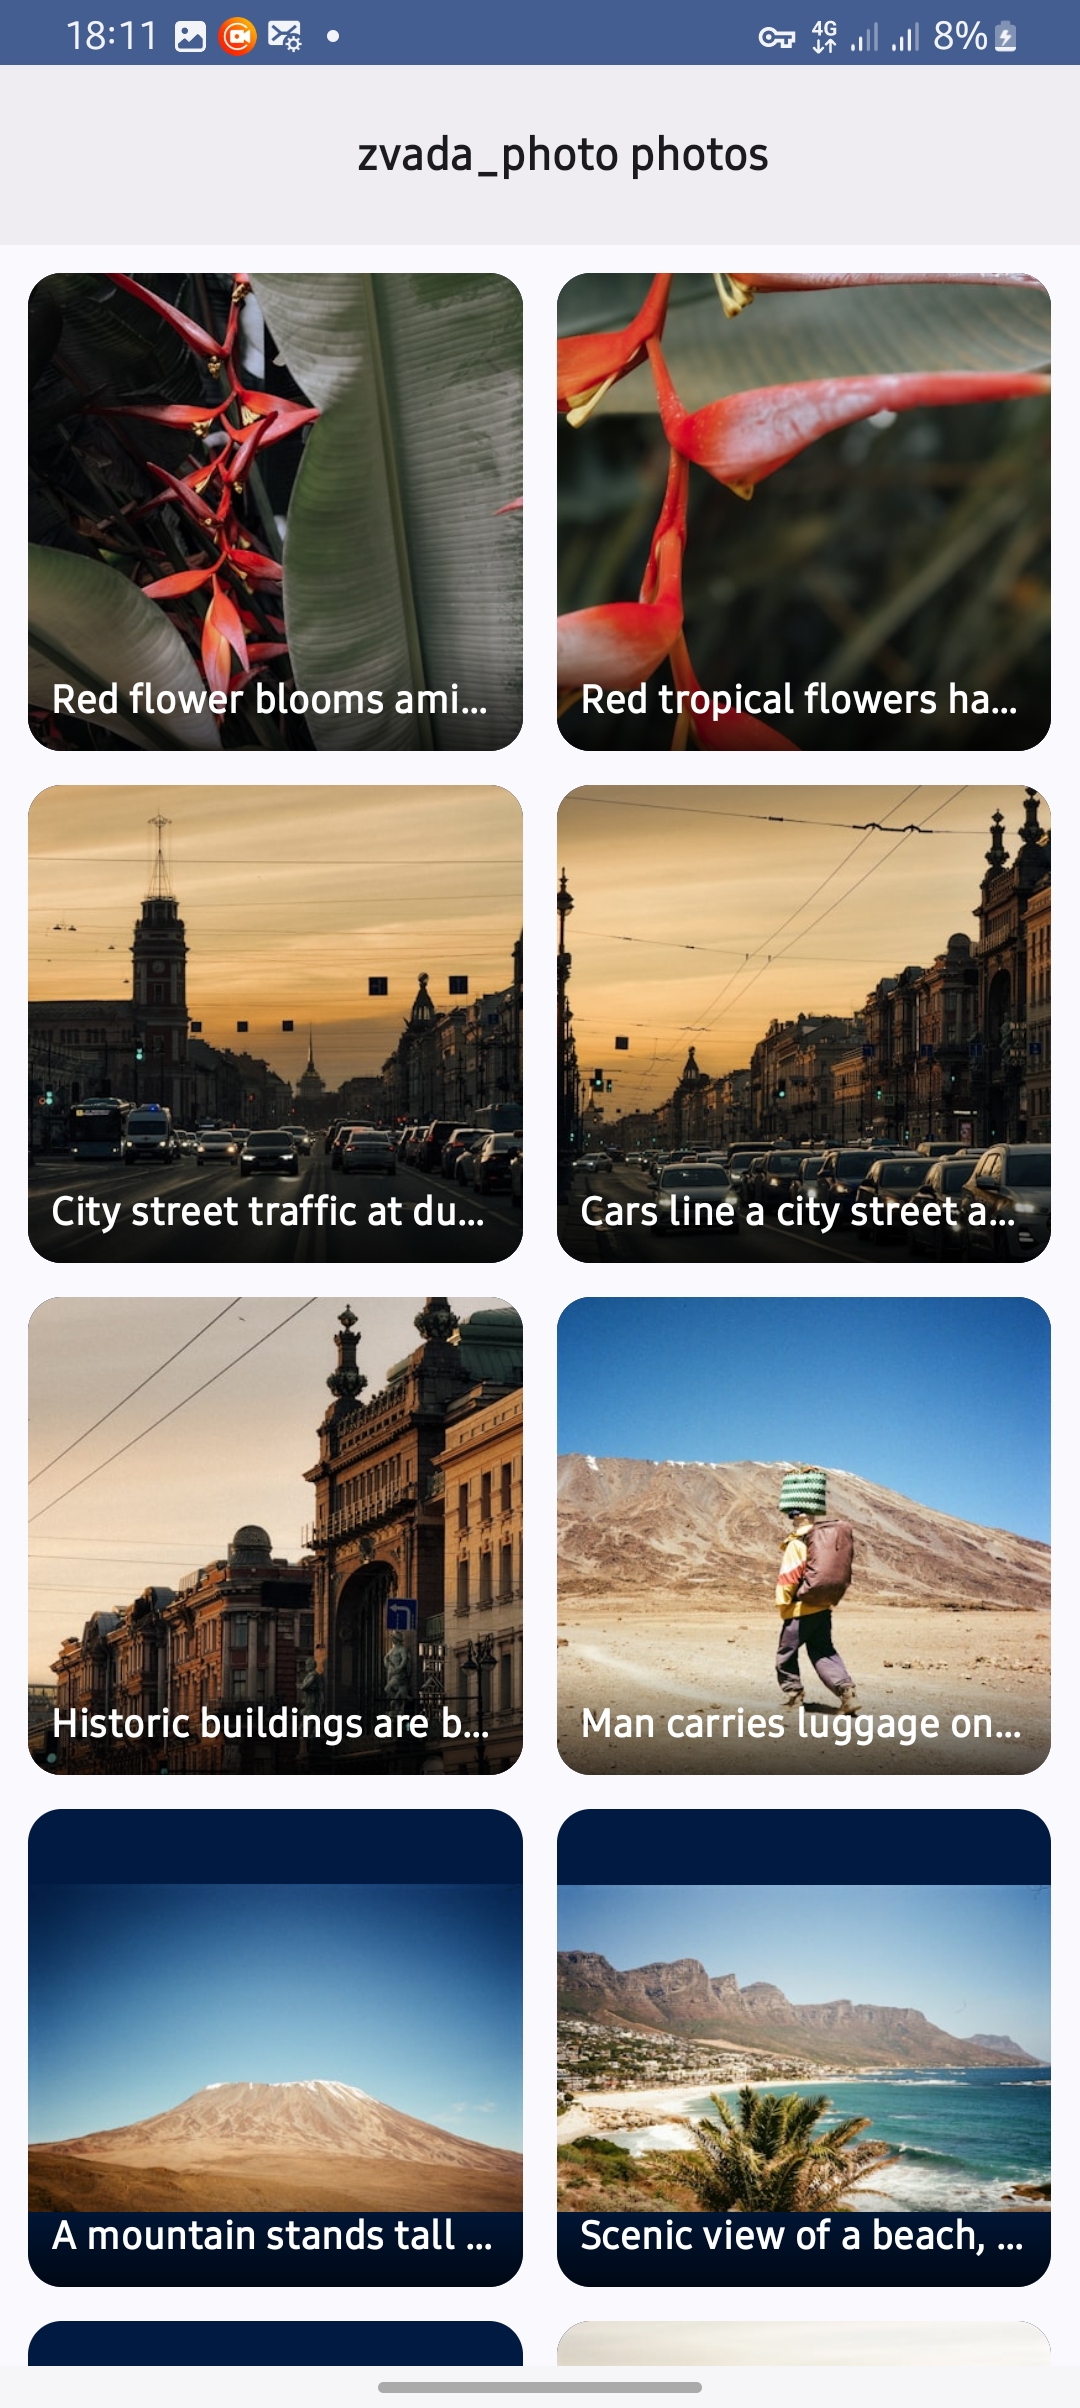 18:11
4G
8%
zvada_photo photos
Red flower blooms ami...
Red tropical flowers ha...
City street traffic at du...
Cars line a city street a...
Historic buildings are b...
Man carries luggage on...
A mountain stands tall ...
Scenic view of a beach, ...